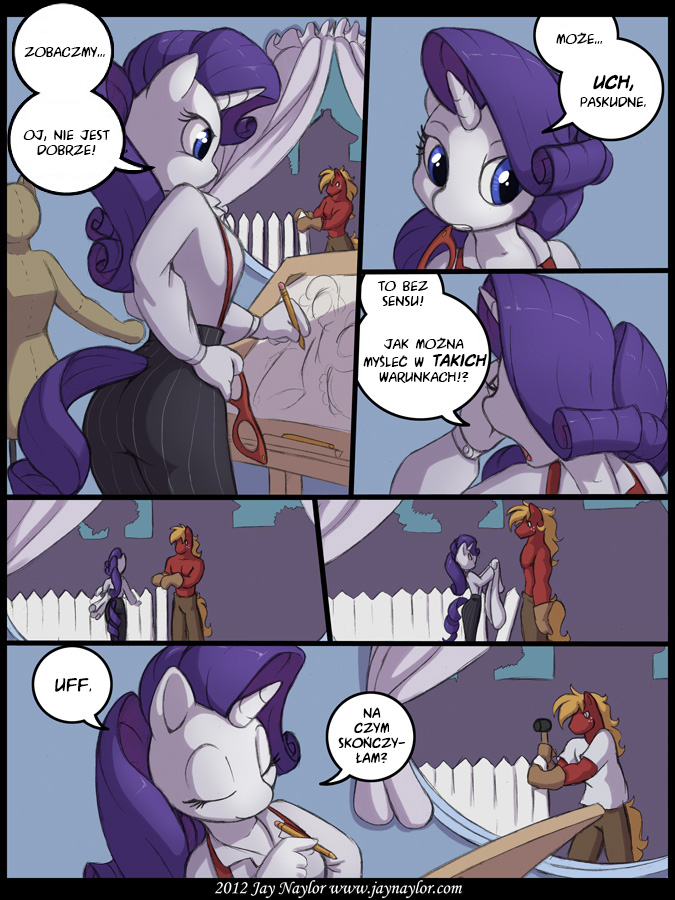 ZOBACZMY...
OJ, NIE JEST
DOBRZE!
MOŻE...
UCH,
PASKUDNE.
TO BEZ
SENSU!
JAK MOŻNA
MYŚLEĆ W TAKICH
WARUNKACH!?
UFF.
NA
CZYM
SKOŃCZY-
ŁAM?
2012 Jay Naylor www.jaynaylor.com